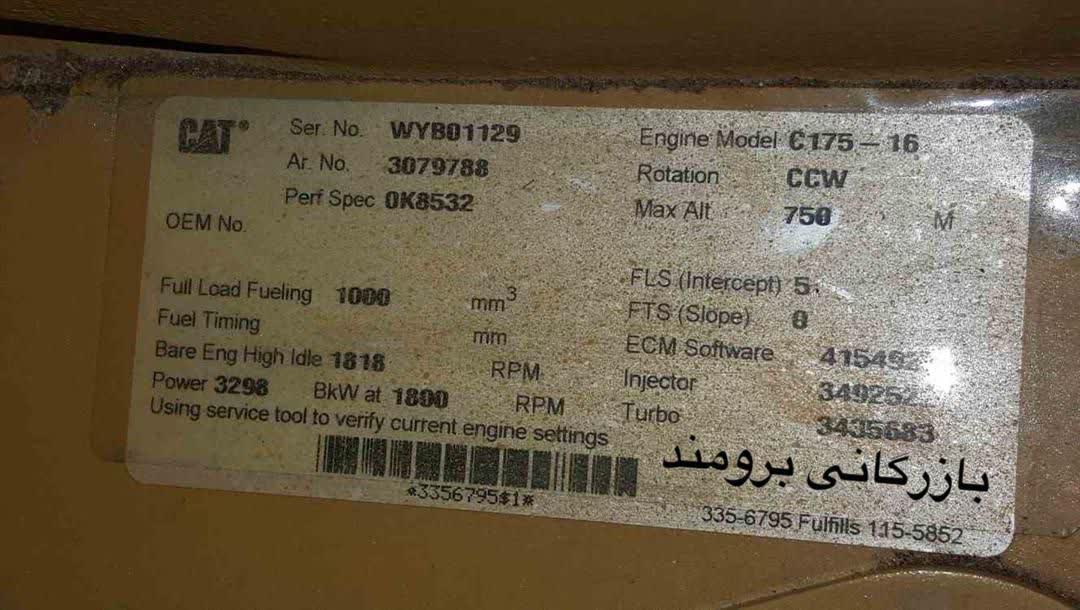 CAT®
Ser. No. WYB01129
Ar. No. 3079788
Perf Spec 0K8532
OEM No.
Engine Model C175-16
Rotation CCW
Max Alt 750 M
Full Load Fueling 1000 mm3
Fuel Timing mm
Bare Eng High Idle 1818 RPM
Power 3298 BkW at 1800 RPM
Using service tool to verify current engine settings
FLS (Intercept) 5
FTS (Slope) 0
ECM Software
Injector
Turbo 3435683
*3356795$1*
بازرگانی برومند
335-6795 Fulfills 115-5852